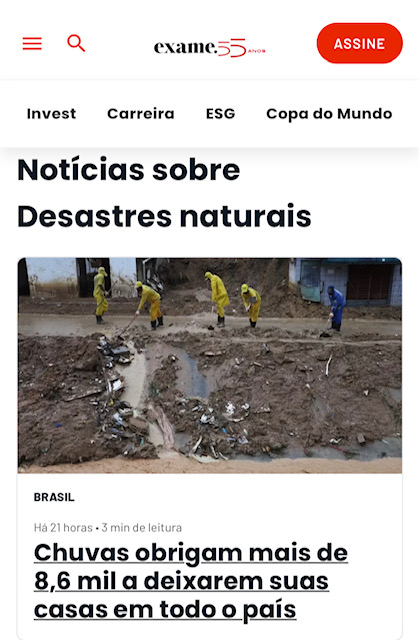 exame.55 ANOS
ASSINE
Invest Carreira ESG Copa do Mundo
Notícias sobre
Desastres naturais
BRASIL
Há 21 horas • 3 min de leitura
Chuvas obrigam mais de
8,6 mil a deixarem suas
casas em todo o país